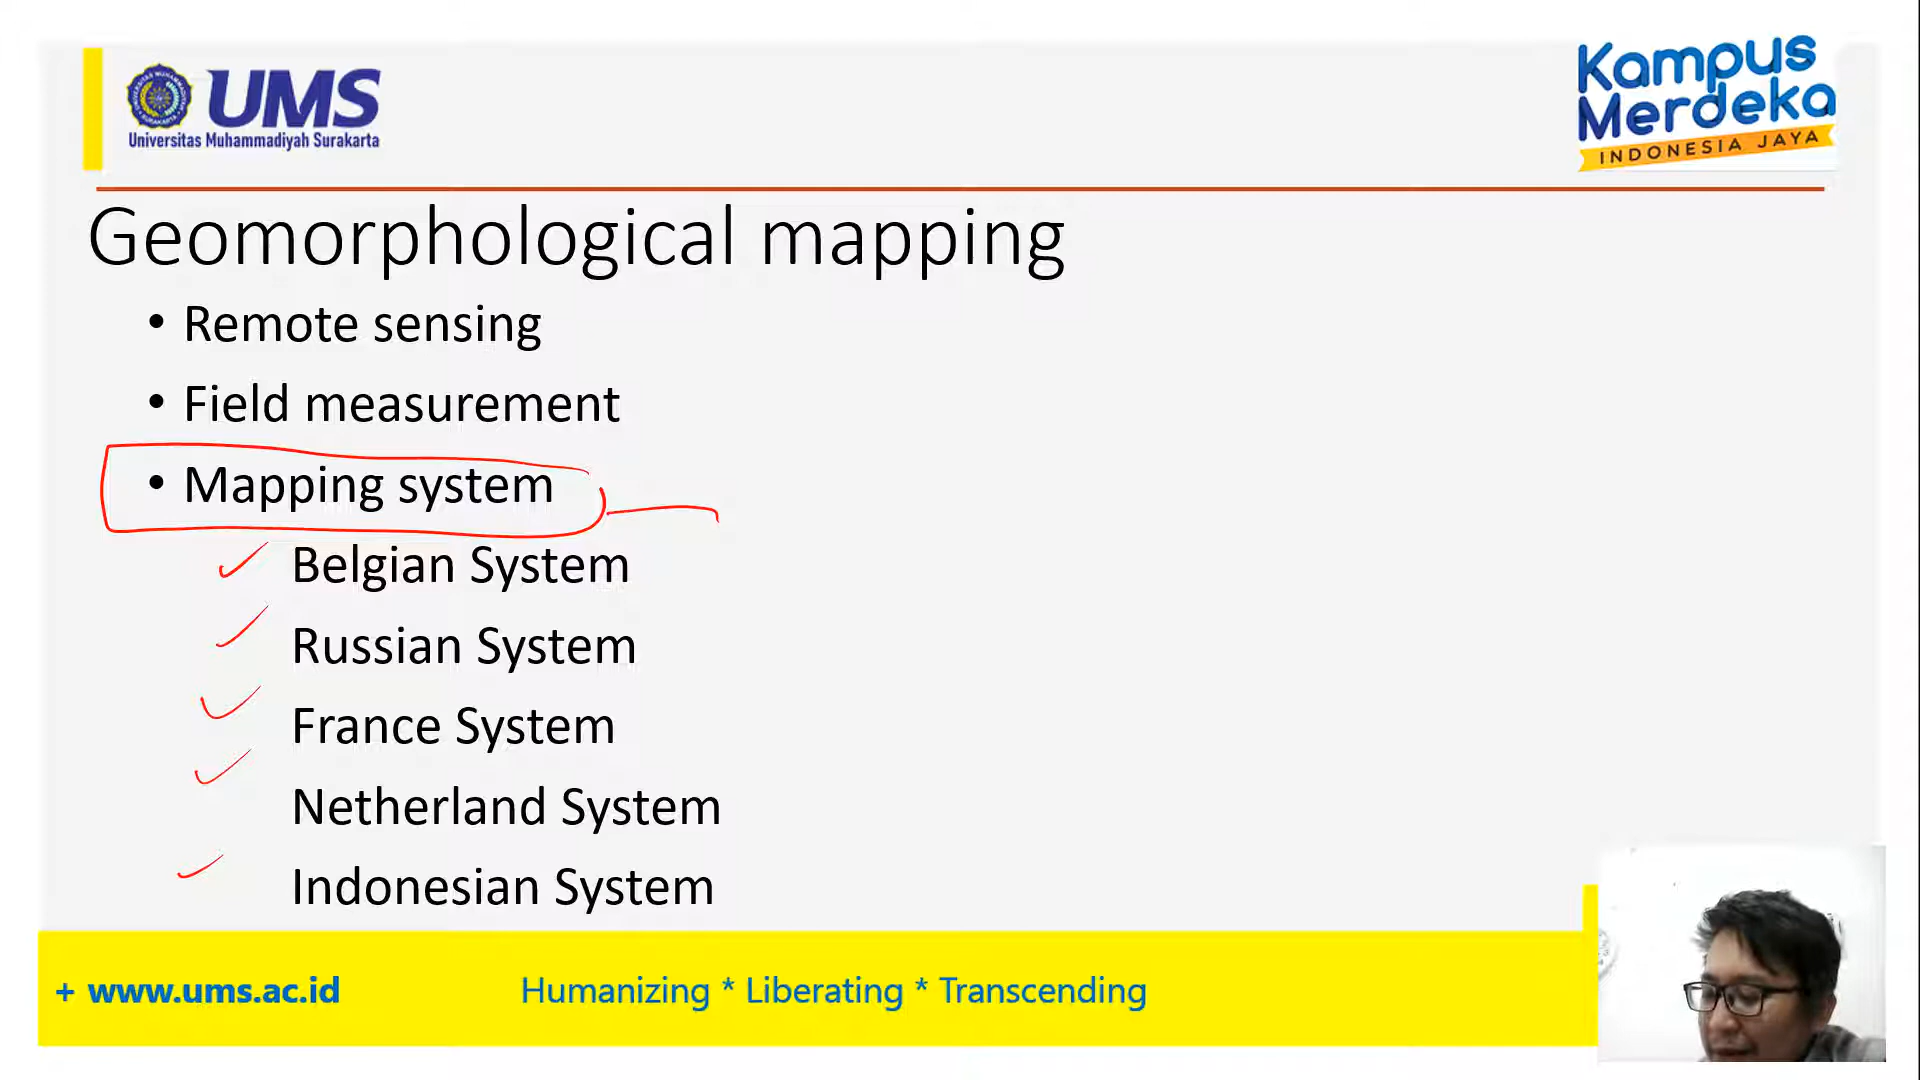 UMS
Universitas Muhammadiyah Surakarta
Kampus
Merdeka
INDONESIA JAYA
Geomorphological mapping
• Remote sensing
• Field measurement
• Mapping system
Belgian System
Russian System
France System
Netherland System
Indonesian System
+ www.ums.ac.id
Humanizing * Liberating * Transcending